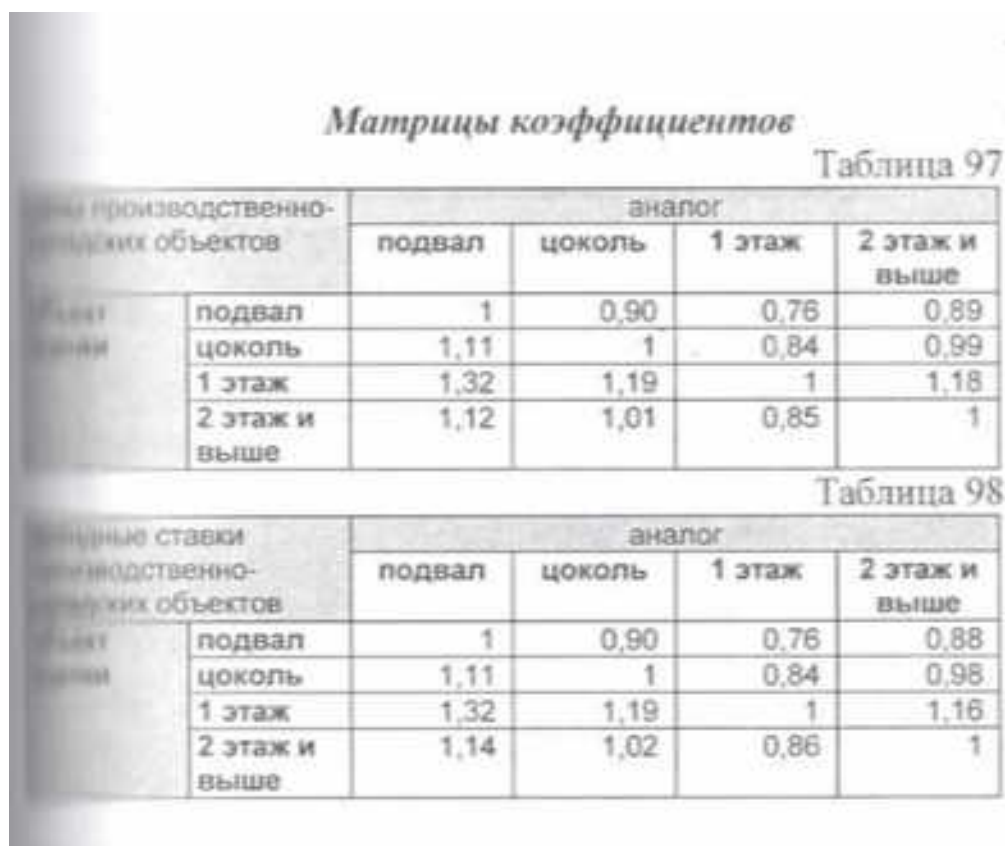 Матрицы коэффициентов
Таблица 97
производственно- аналог
объектов подвал цоколь 1 этаж 2 этаж и
выше
подвал 1 0,90 0,76 0,89
цоколь 1,11 1 0,84 0,99
1 этаж 1,32 1,19 1 1,18
2 этаж и 1,12 1,01 0,85 1
выше
Таблица 98
ставки аналог
подвал цоколь 1 этаж 2 этаж и
объектов выше
подвал 1 0,90 0,76 0,88
цоколь 1,11 1 0,84 0,98
1 этаж 1,32 1,19 1 1,16
2 этаж и 1,14 1,02 0,86 1
выше